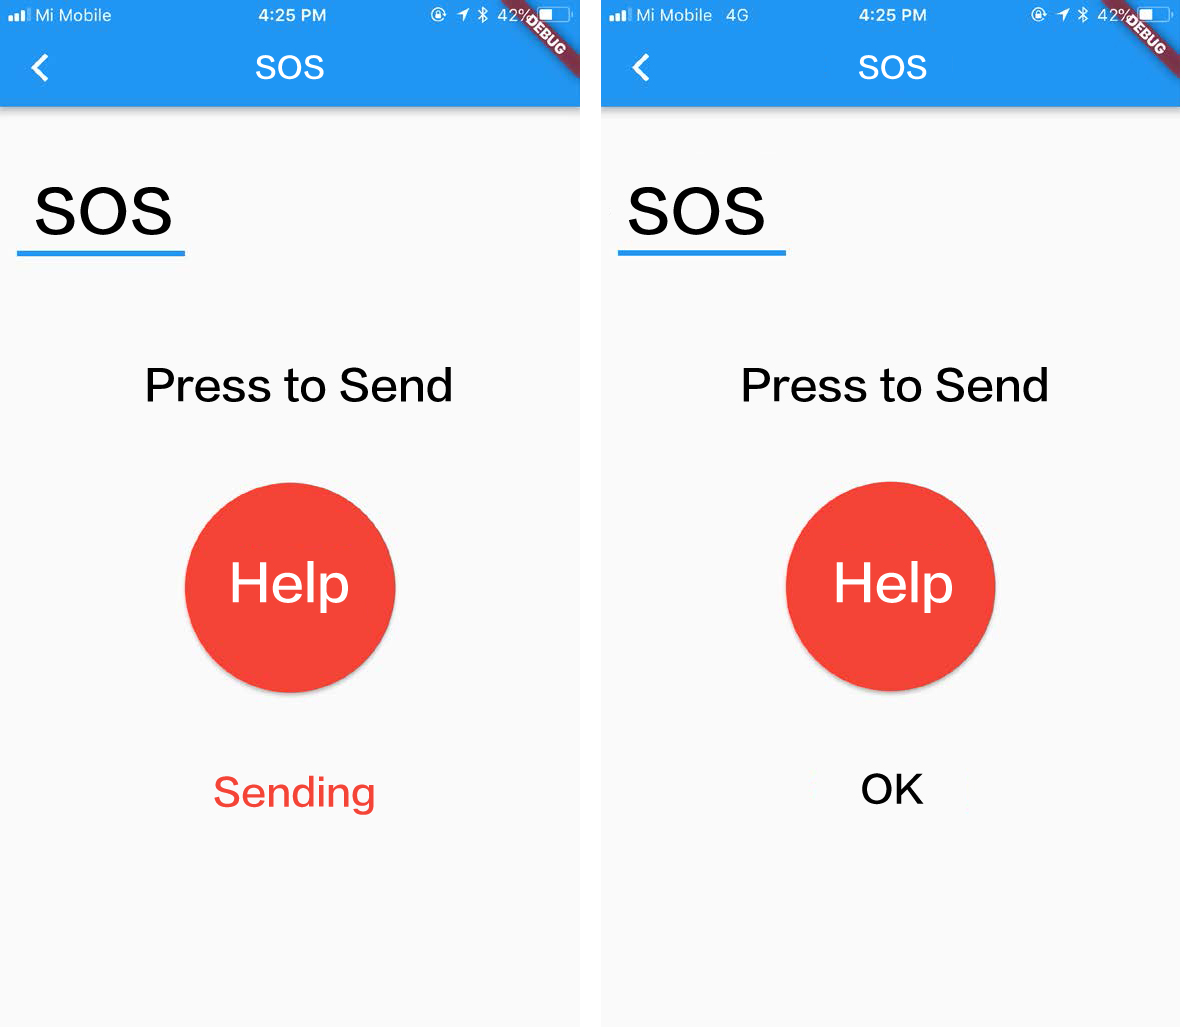 Mi Mobile 4:25 PM 42%
DEBUG
SOS
SOS
Press to Send
Help
Sending
Mi Mobile 4G 4:25 PM 42%
DEBUG
SOS
SOS
Press to Send
Help
OK